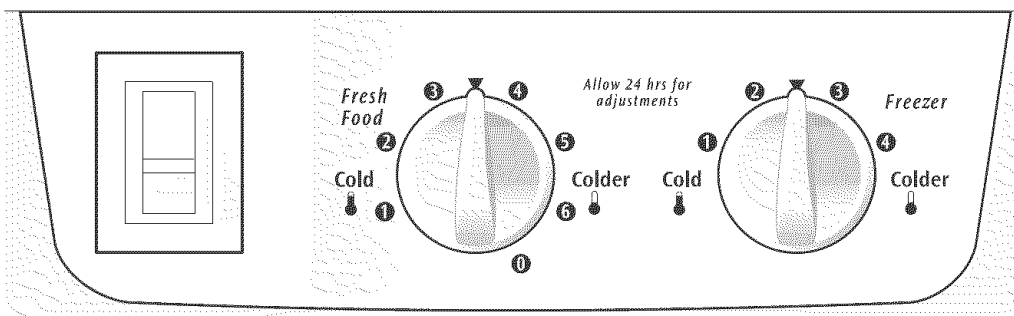 Fresh
Food
3
4
2
5
Cold
Colder
1
6
0
Allow 24 hrs for
adjustments
2
3
Freezer
1
4
Cold
Colder